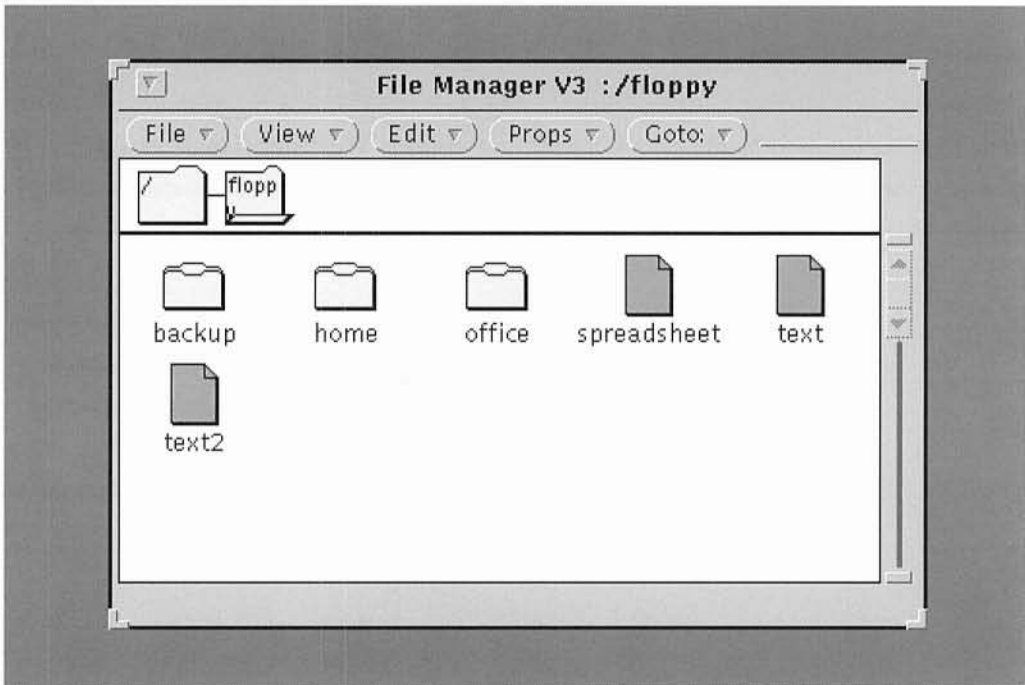 File Manager V3 :/floppy
File View Edit Props Goto:
/ flopp
y
backup home office spreadsheet text
text2